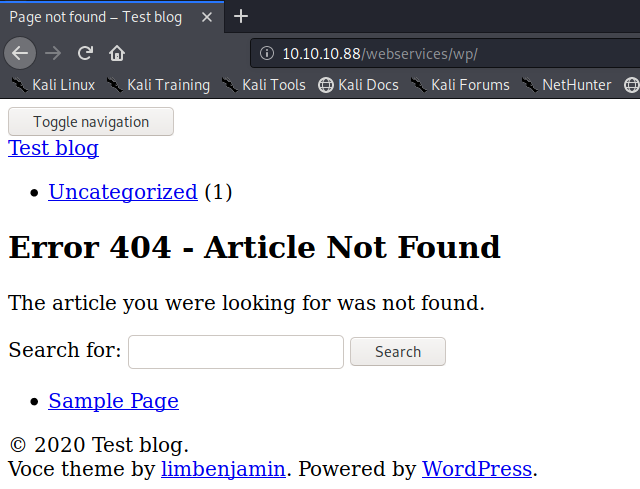 Page not found – Test blog
10.10.10.88/webservices/wp/
Kali Linux Kali Training Kali Tools Kali Docs Kali Forums NetHunter
Toggle navigation
Test blog
Uncategorized (1)
Error 404 - Article Not Found
The article you were looking for was not found.
Search for: Search
Sample Page
© 2020 Test blog.
Voce theme by limbenjamin. Powered by WordPress.